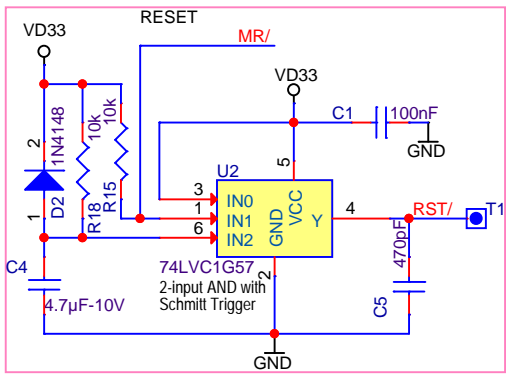 RESET
VD33
MR/
VD33
10k
10k
C1
100nF
GND
2
1N4148
U2
5
3
IN0
VCC
1
IN1
Y
4
RST/
T1
GND
1
D2
R18
R15
6
IN2
2
C4
74LVC1G57
470pF
2-input AND with
Schmitt Trigger
4.7µF-10V
C5
GND